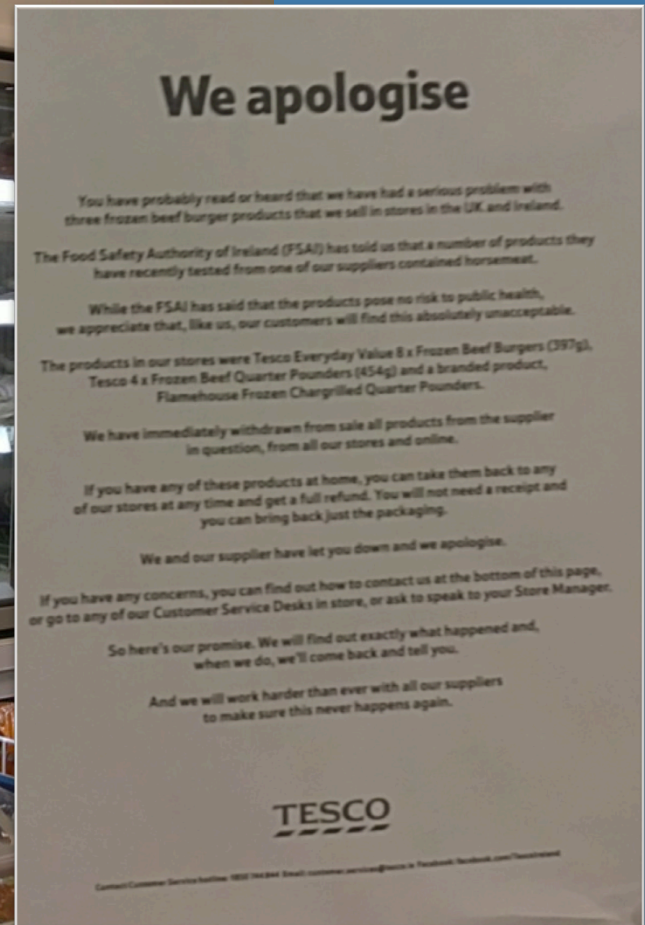 We apologise
You have probably read or heard that we have had a serious problem with
three frozen beef burger products that we sell in stores in the UK and Ireland.
The Food Safety Authority of Ireland (FSAI) has told us that a number of products they
have recently tested from one of our suppliers contained horsemeat.
While the FSAI has said that the products pose no risk to public health,
we appreciate that, like us, our customers will find this absolutely unacceptable.
The products in our stores were Tesco Everyday Value 8 x Frozen Beef Burgers (397g),
Tesco 4 x Frozen Beef Quarter Pounders (454g) and a branded product,
Flamehouse Frozen Chargrilled Quarter Pounders.
We have immediately withdrawn from sale all products from the supplier
in question, from all our stores and online.
If you have any of these products at home, you can take them back to any
of our stores at any time and get a full refund. You will not need a receipt and
you can bring back just the packaging.
We and our supplier have let you down and we apologise.
If you have any concerns, you can find out how to contact us at the bottom of this page,
or go to any of our Customer Service Desks in store, or ask to speak to your Store Manager.
So here's our promise. We will find out exactly what happened and,
when we do, we'll come back and tell you.
And we will work harder than ever with all our suppliers
to make sure this never happens again.
TESCO
Contact Customer Service hotline Email customer.services@tesco.ie Facebook facebook.com/TescoIreland